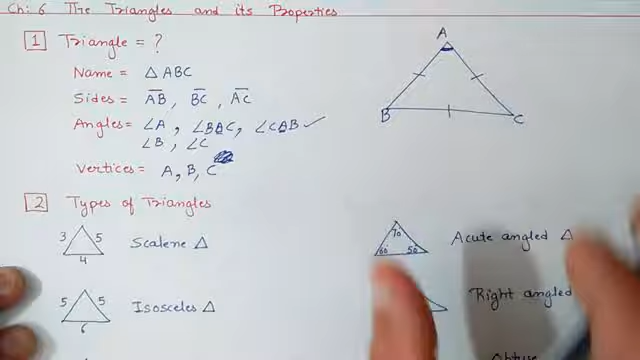 Ch: 6 The Triangles and its Properties
1 Triangle = ?
Name = △ ABC
Sides = AB, BC, AC
Angles = ∠A, ∠BAC, ∠CAB ✓
∠B, ∠C
Vertices = A, B, C
A
B
C
2 Types of Triangles
3 5
4
Scalene △
5 5
6
Isosceles △
70
60° 50°
Acute angled △
Right angled
Obtuse